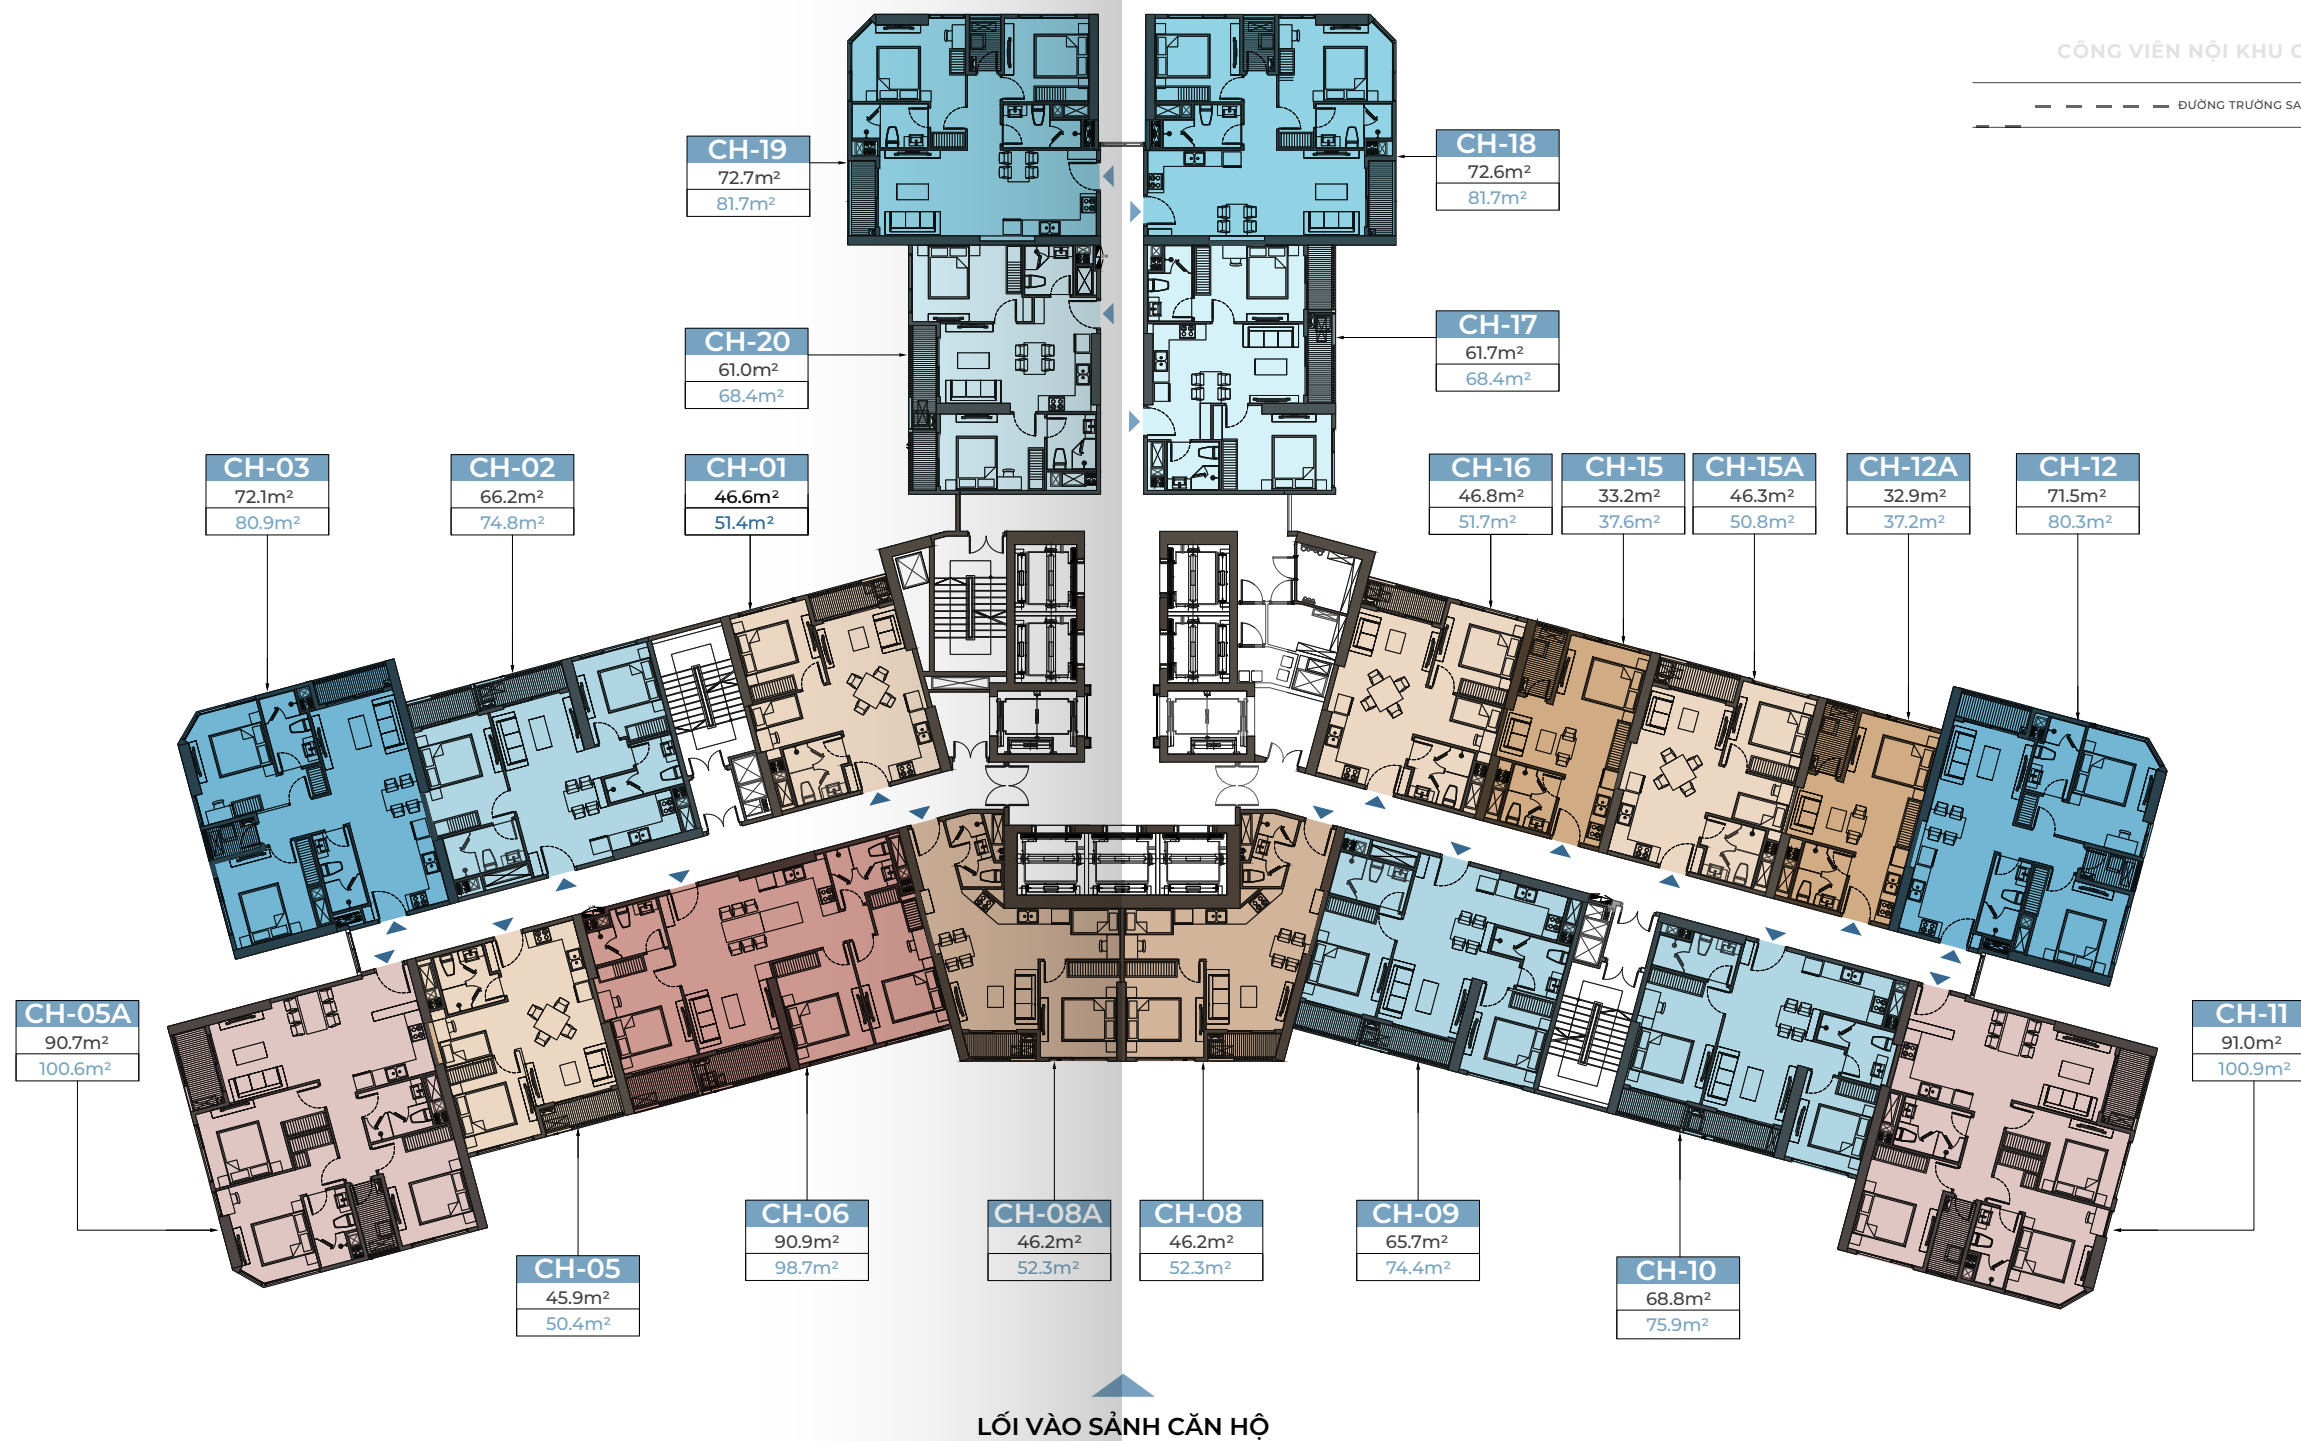 CÔNG VIÊN NỘI KHU
ĐƯỜNG TRƯỜNG SA
CH-19
72.7m²
81.7m²
CH-18
72.6m²
81.7m²
CH-20
61.0m²
68.4m²
CH-17
61.7m²
68.4m²
CH-03
72.1m²
80.9m²
CH-02
66.2m²
74.8m²
CH-01
46.6m²
51.4m²
CH-16
46.8m²
51.7m²
CH-15
33.2m²
37.6m²
CH-15A
46.3m²
50.8m²
CH-12A
32.9m²
37.2m²
CH-12
71.5m²
80.3m²
CH-05A
90.7m²
100.6m²
CH-11
91.0m²
100.9m²
CH-05
45.9m²
50.4m²
CH-06
90.9m²
98.7m²
CH-08A
46.2m²
52.3m²
CH-08
46.2m²
52.3m²
CH-09
65.7m²
74.4m²
CH-10
68.8m²
75.9m²
LỐI VÀO SẢNH CĂN HỘ